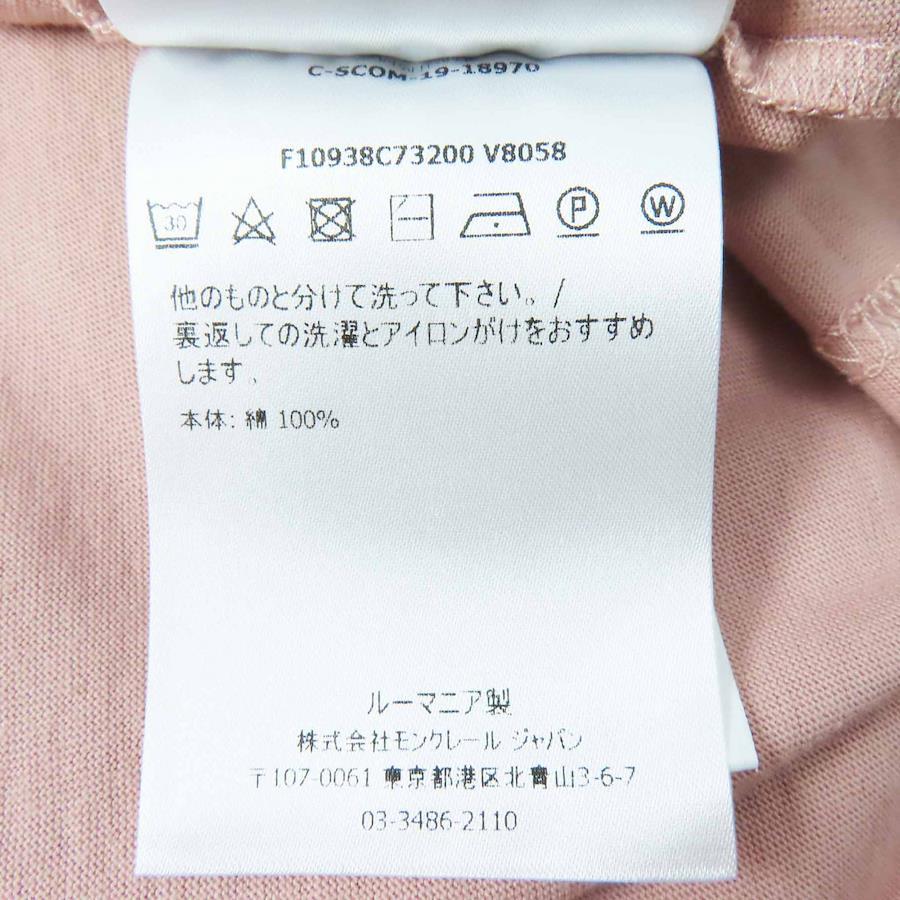 C-SCOM-19-18970
F10938C73200 V8058
30 P W
他のものと分けて洗って下さい。/
裏返しての洗濯とアイロンがけをおすすめ
します。
本体: 綿 100%
ルーマニア製
株式会社モンクレール ジャパン
〒107-0061 東京都港区北青山3-6-7
03-3486-2110